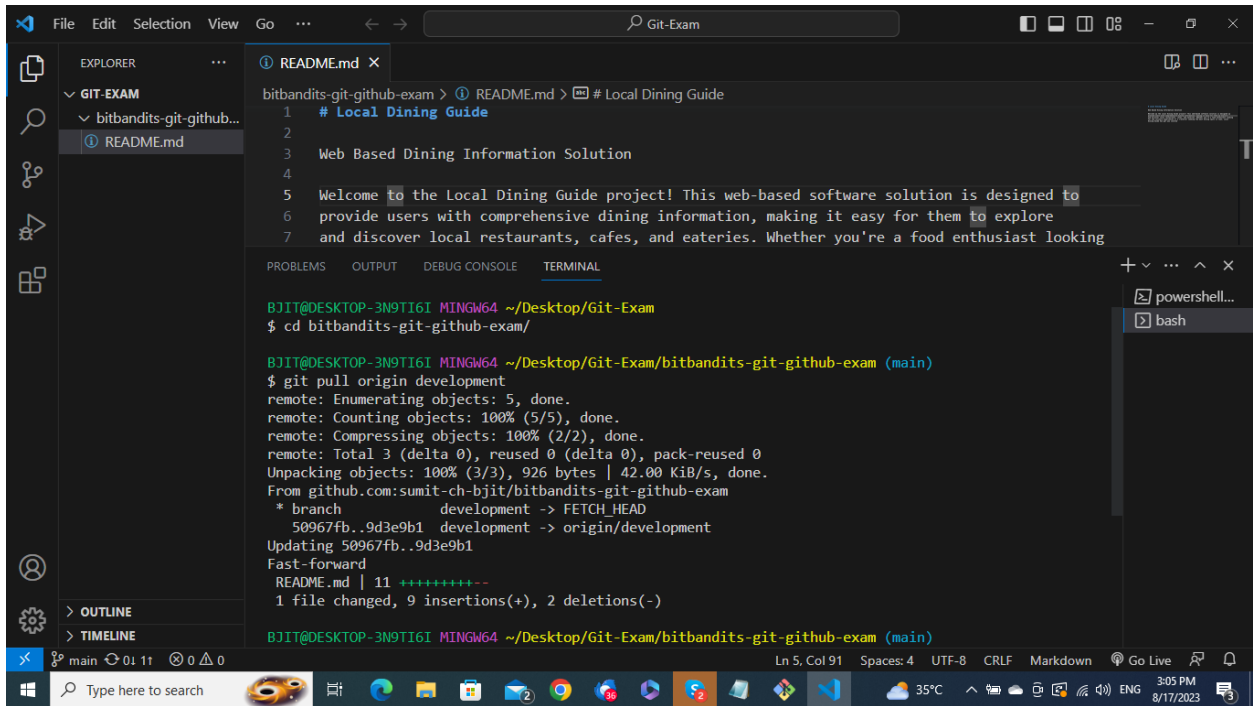 File Edit Selection View Go ··· Git-Exam
EXPLORER ···
GIT-EXAM
bitbandits-git-github...
README.md
OUTLINE
TIMELINE
README.md
bitbandits-git-github-exam > README.md > # Local Dining Guide
1 # Local Dining Guide
2
3 Web Based Dining Information Solution
4
5 Welcome to the Local Dining Guide project! This web-based software solution is designed to
6 provide users with comprehensive dining information, making it easy for them to explore
7 and discover local restaurants, cafes, and eateries. Whether you're a food enthusiast looking
PROBLEMS OUTPUT DEBUG CONSOLE TERMINAL
powershell...
bash
BJIT@DESKTOP-3N9TI6I MINGW64 ~/Desktop/Git-Exam
$ cd bitbandits-git-github-exam/
BJIT@DESKTOP-3N9TI6I MINGW64 ~/Desktop/Git-Exam/bitbandits-git-github-exam (main)
$ git pull origin development
remote: Enumerating objects: 5, done.
remote: Counting objects: 100% (5/5), done.
remote: Compressing objects: 100% (2/2), done.
remote: Total 3 (delta 0), reused 0 (delta 0), pack-reused 0
Unpacking objects: 100% (3/3), 926 bytes | 42.00 KiB/s, done.
From github.com:sumit-ch-bjit/bitbandits-git-github-exam
* branch development -> FETCH_HEAD
50967fb..9d3e9b1 development -> origin/development
Updating 50967fb..9d3e9b1
Fast-forward
README.md | 11 +++++++++--
1 file changed, 9 insertions(+), 2 deletions(-)
BJIT@DESKTOP-3N9TI6I MINGW64 ~/Desktop/Git-Exam/bitbandits-git-github-exam (main)
main 0↓ 1↑ 0 0 Ln 5, Col 91 Spaces: 4 UTF-8 CRLF Markdown Go Live
Type here to search 2 36 2 35°C ENG 3:05 PM
8/17/2023 3